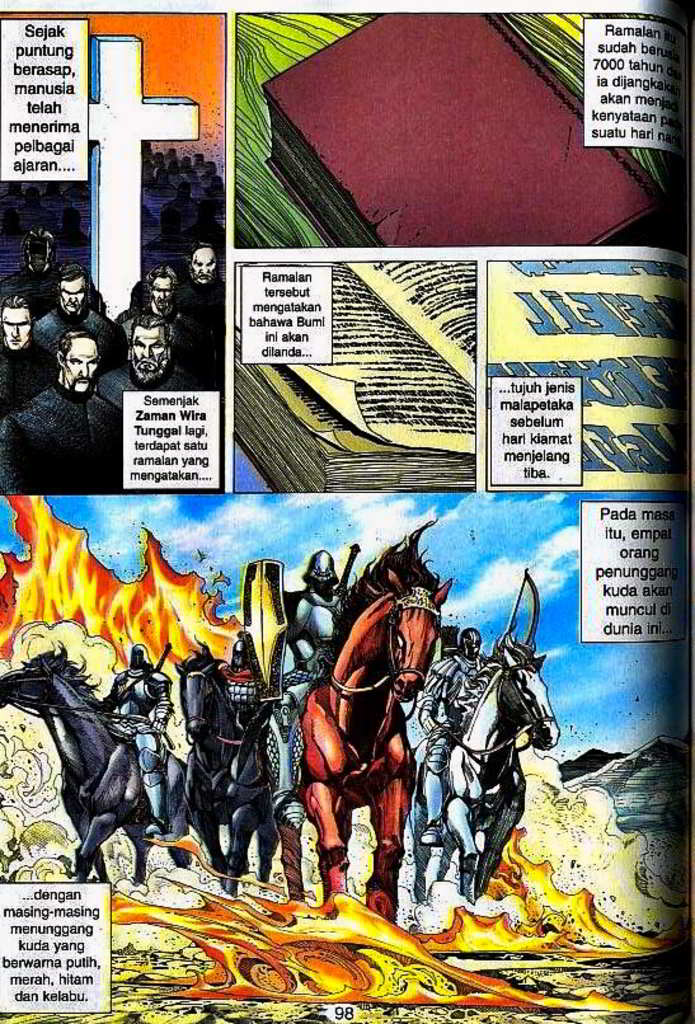 Sejak
puntung
berasap,
manusia
telah
menerima
pelbagai
ajaran....
Semenjak
Zaman Wira
Tunggal lagi,
terdapat satu
ramalan yang
mengatakan....
Ramalan itu
sudah berusia
7000 tahun dan
ia dijangkakan
akan menjadi
kenyataan pada
suatu hari nanti.
Ramalan
tersebut
mengatakan
bahawa Bumi
ini akan
dilanda...
...tujuh jenis
malapetaka
sebelum
hari kiamat
menjelang
tiba.
Pada masa
itu, empat
orang
penunggang
kuda akan
muncul di
dunia ini...
...dengan
masing-masing
menunggang
kuda yang
berwarna putih,
merah, hitam
dan kelabu.
98